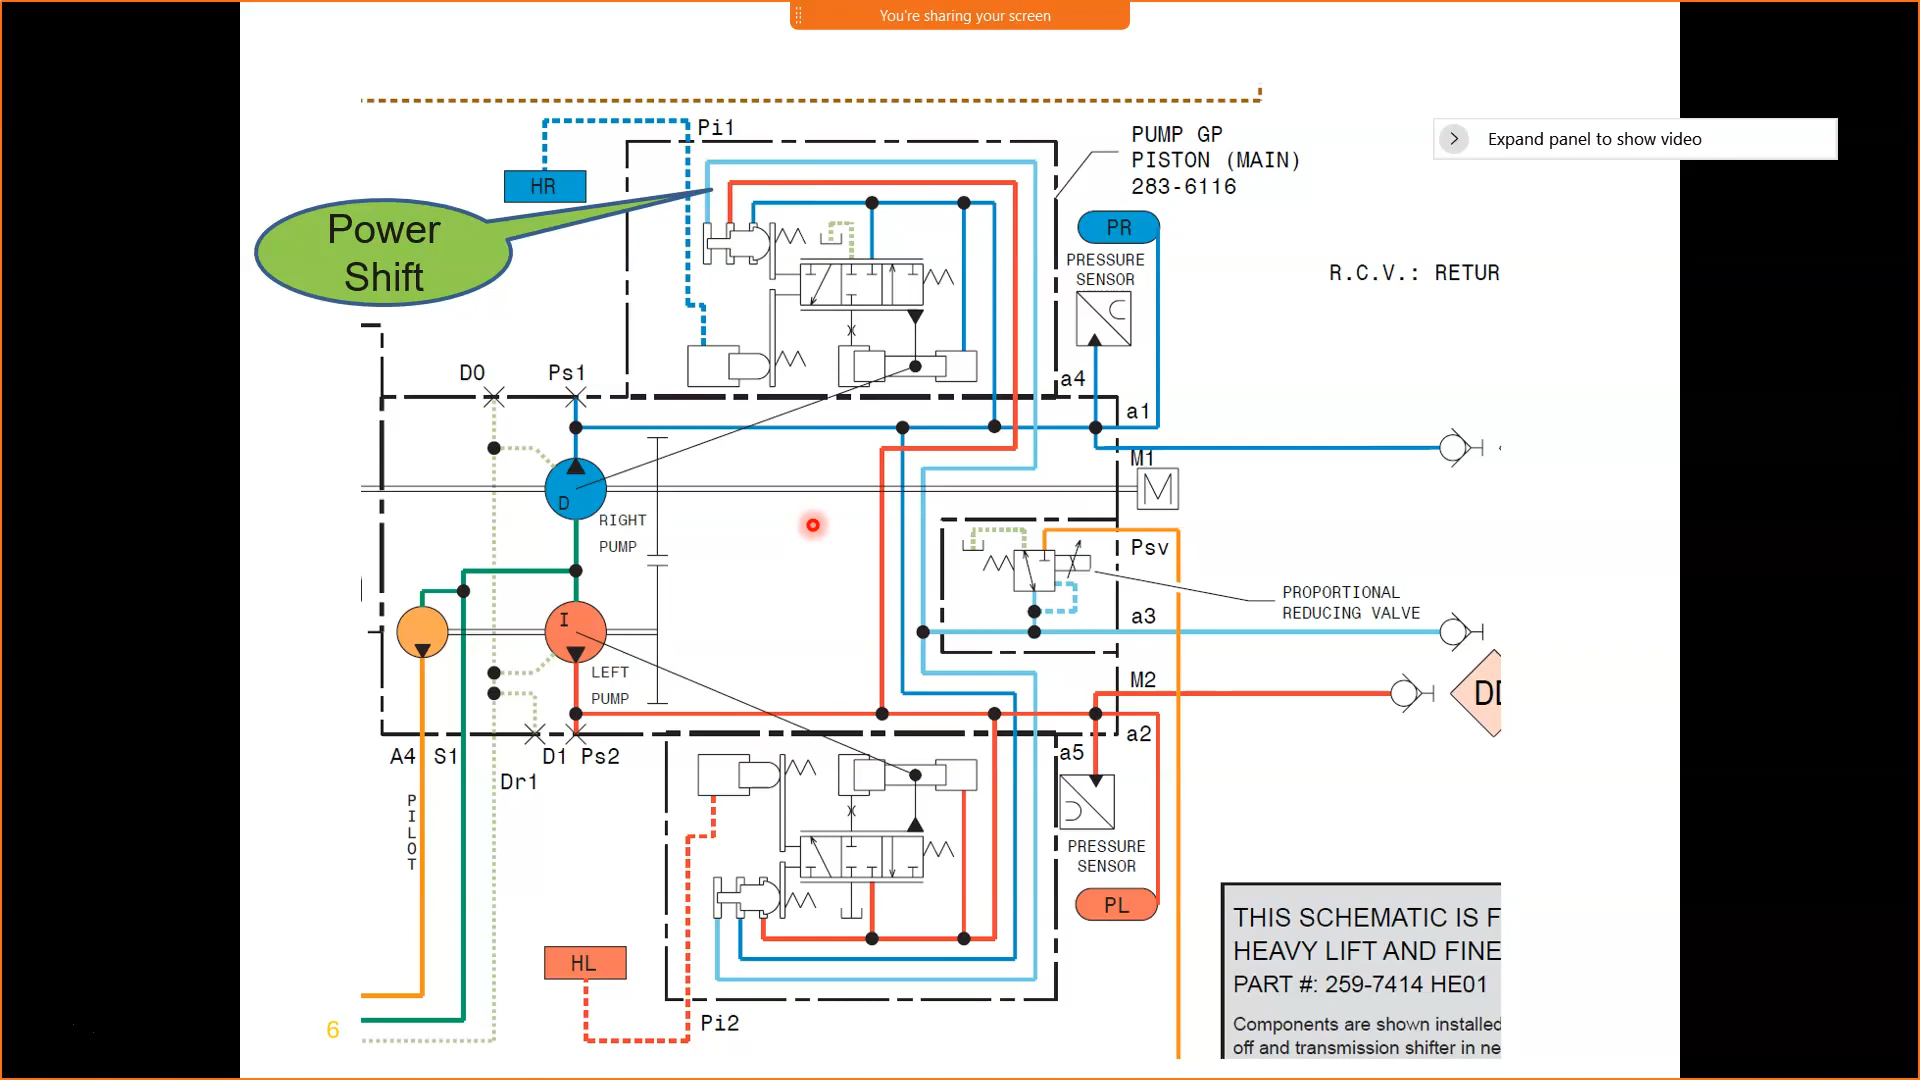 You're sharing your screen
Expand panel to show video
Pi1
HR
PUMP GP
PISTON (MAIN)
283-6116
Power
Shift
PR
PRESSURE
SENSOR
R.C.V.: RETUR
D0
Ps1
a4
a1
M1
M
D
RIGHT
PUMP
Psv
PROPORTIONAL
REDUCING VALVE
I
a3
LEFT
PUMP
M2
a2
A4
S1
D1
Ps2
a5
Dr1
PILOT
PRESSURE
SENSOR
PL
HL
Pi2
6
THIS SCHEMATIC IS F
HEAVY LIFT AND FINE
PART #: 259-7414 HE01
Components are shown installed
off and transmission shifter in ne